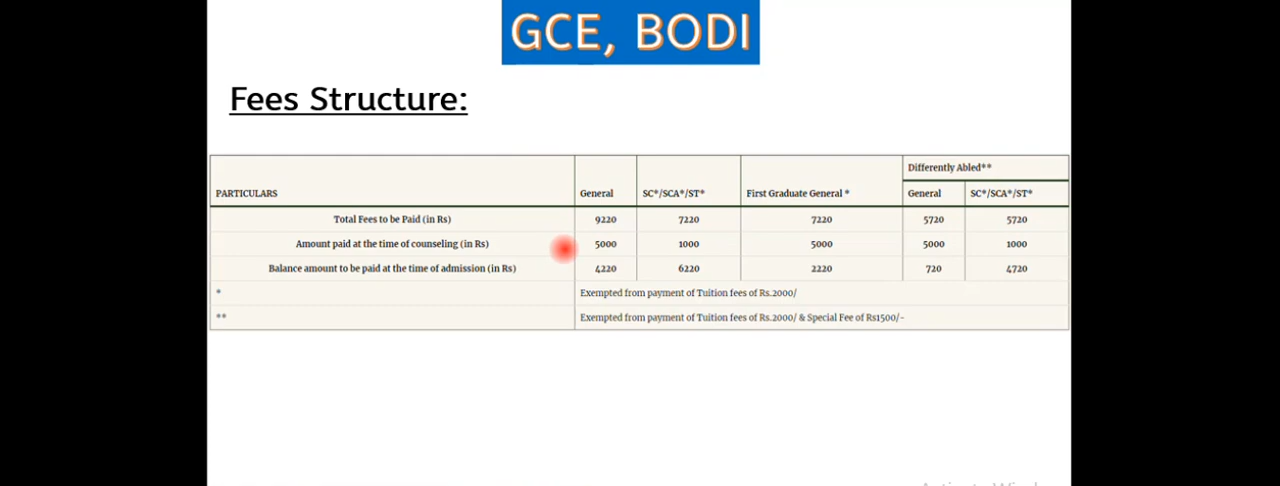 GCE, BODI
Fees Structure:
Differently Abled**
PARTICULARS General SC*/SCA*/ST* First Graduate General * General SC*/SCA*/ST*
Total Fees to be Paid (in Rs) 9220 7220 7220 5720 5720
Amount paid at the time of counseling (in Rs) 5000 1000 5000 5000 1000
Balance amount to be paid at the time of admission (in Rs) 4220 6220 2220 720 4720
* Exempted from payment of Tuition fees of Rs.2000/
** Exempted from payment of Tuition fees of Rs.2000/ & Special Fee of Rs1500/-